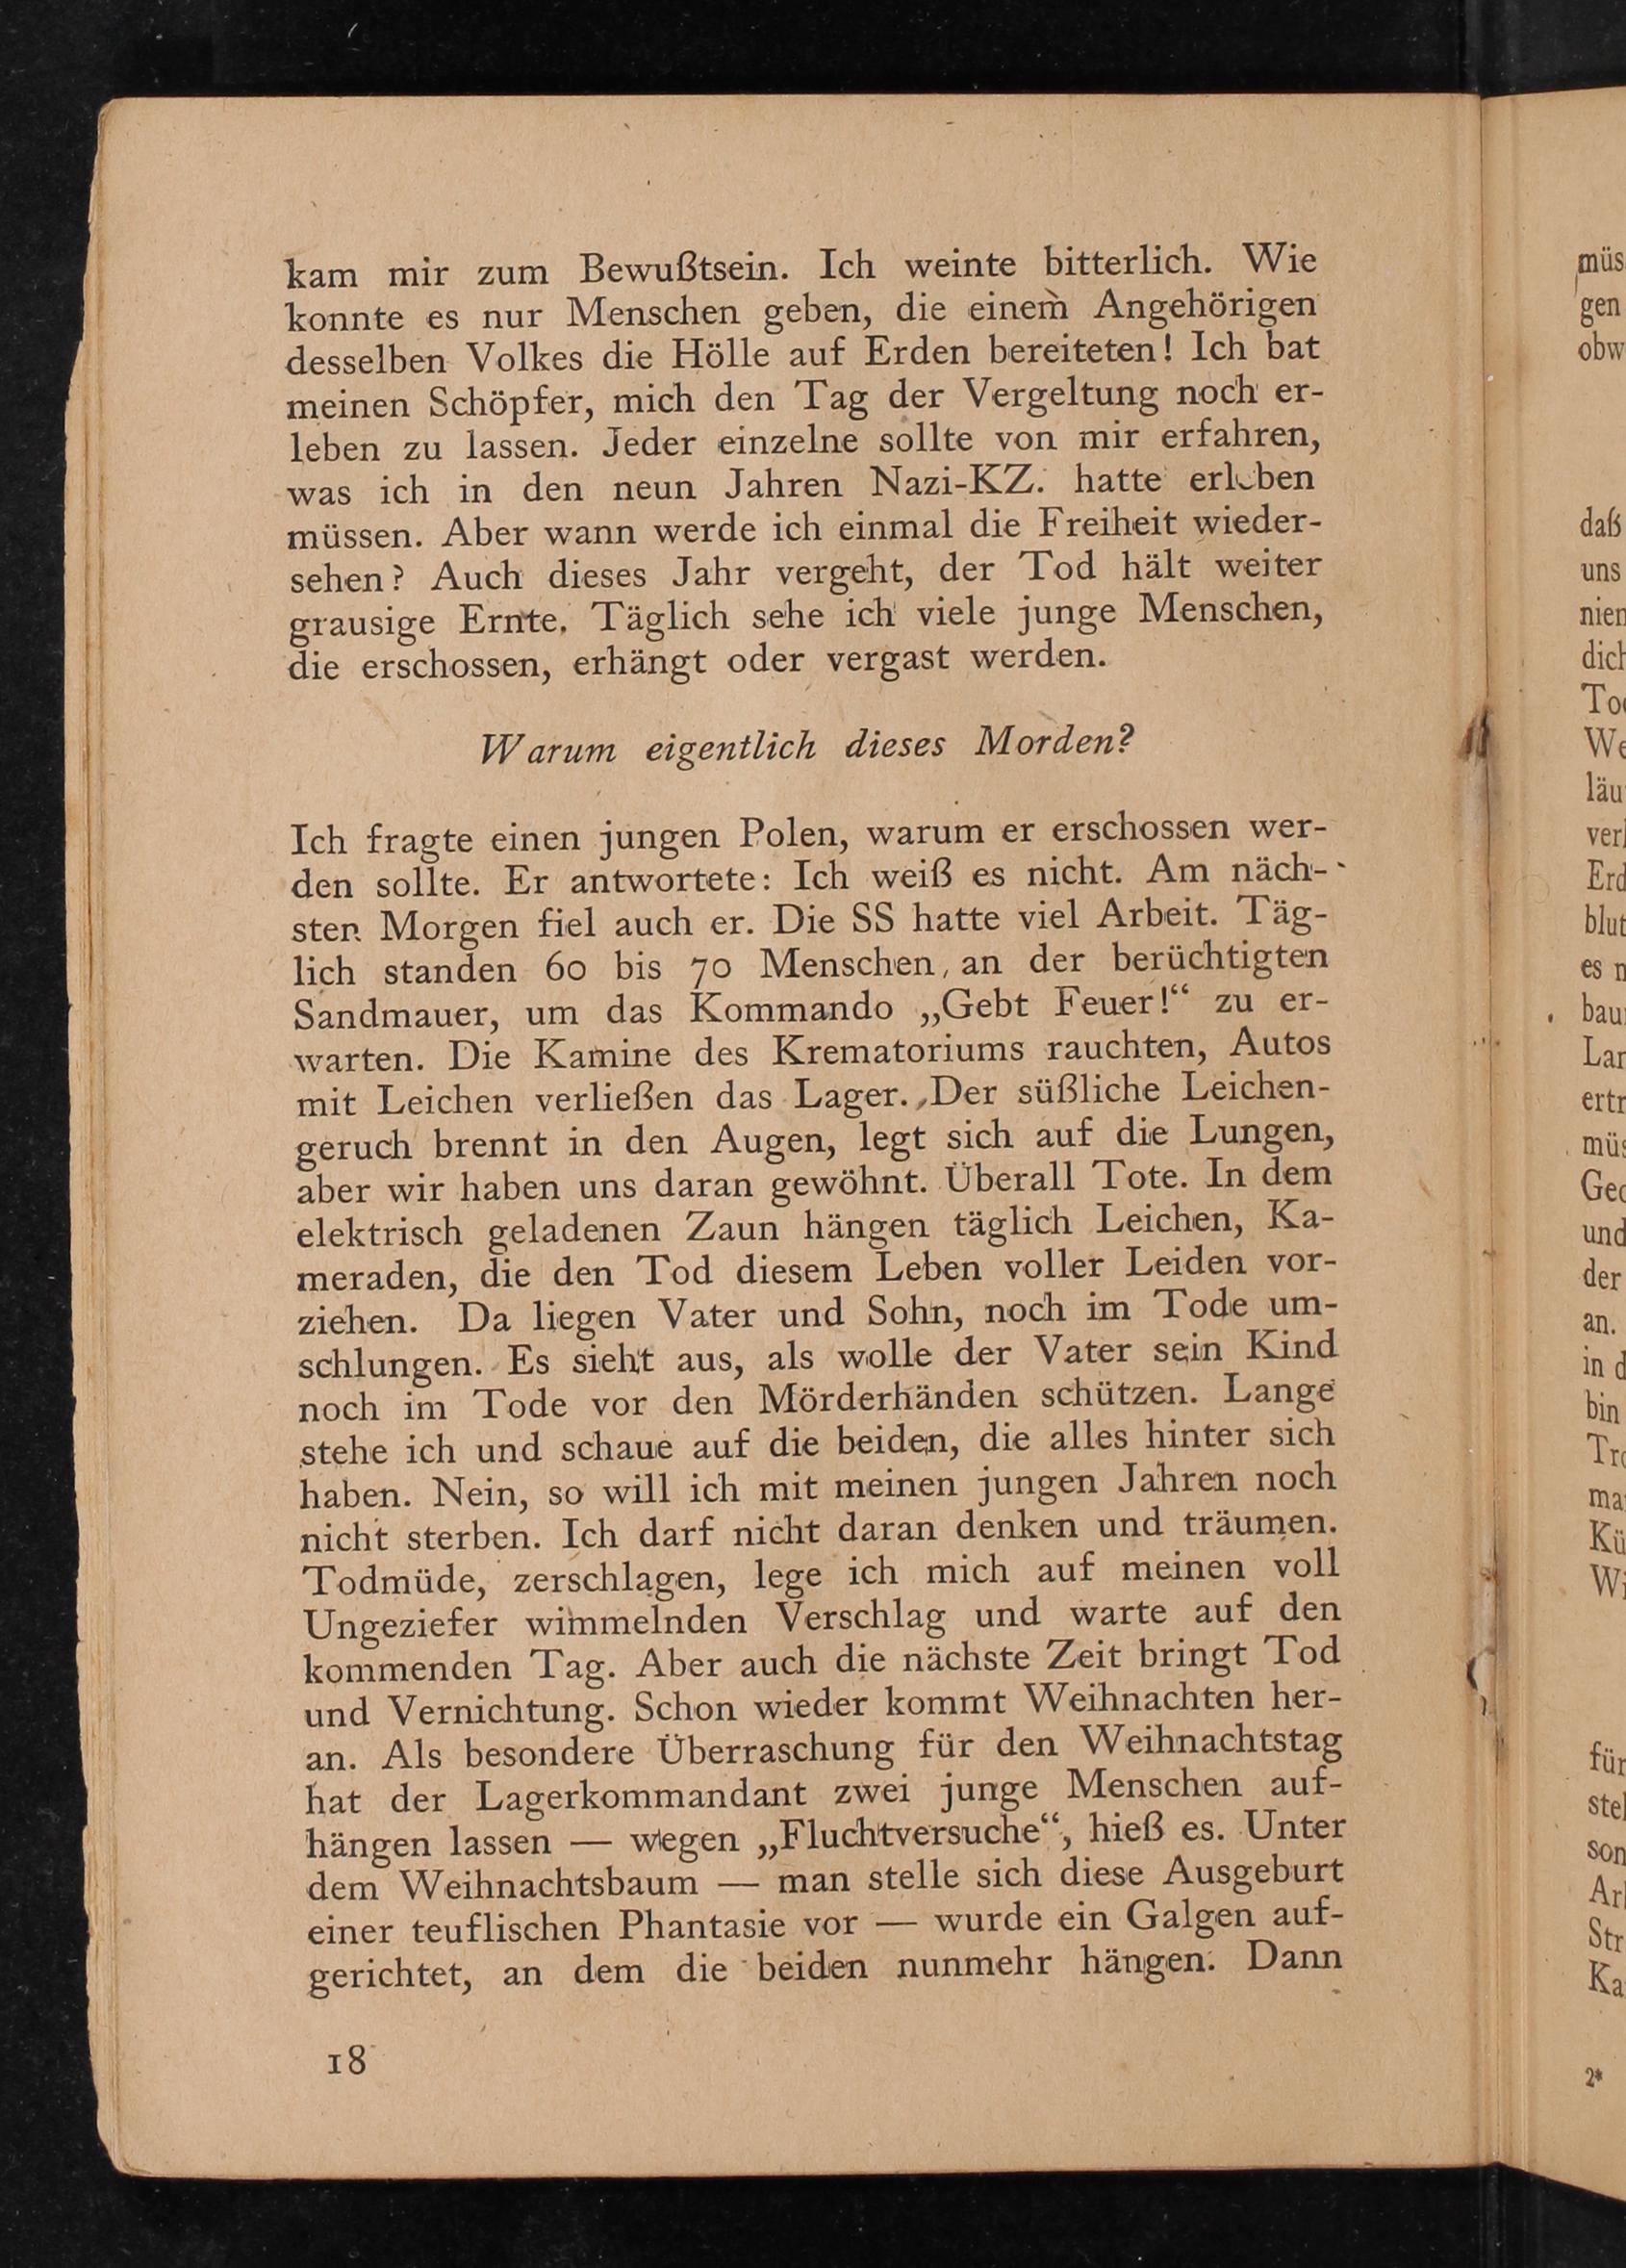 kam mir zum Bewußtsein. Ich weinte bitterlich. Wie
konnte es nur Menschen geben, die einem Angehörigen
desselben Volkes die Hölle auf Erden bereiteten! Ich bat
meinen Schöpfer, mich den Tag der Vergeltung noch er-
leben zu lassen. Jeder einzelne sollte von mir erfahren,
was ich in den neun Jahren Nazi-KZ. hatte erleben
müssen. Aber wann werde ich einmal die Freiheit wieder-
sehen? Auch dieses Jahr vergeht, der Tod hält weiter
grausige Ernte. Täglich sehe ich viele junge Menschen,
die erschossen, erhängt oder vergast werden.
Warum eigentlich dieses Morden?
Ich fragte einen jungen Polen, warum er erschossen wer-
den sollte. Er antwortete: Ich weiß es nicht. Am näch-
sten Morgen fiel auch er. Die SS hatte viel Arbeit. Täg-
lich standen 60 bis 70 Menschen, an der berüchtigten
Sandmauer, um das Kommando „Gebt Feuer!“ zu er-
warten. Die Kamine des Krematoriums rauchten, Autos
mit Leichen verließen das Lager. Der süßliche Leichen-
geruch brennt in den Augen, legt sich auf die Lungen,
aber wir haben uns daran gewöhnt. Überall Tote. In dem
elektrisch geladenen Zaun hängen täglich Leichen, Ka-
meraden, die den Tod diesem Leben voller Leiden vor-
ziehen. Da liegen Vater und Sohn, noch im Tode um-
schlungen. Es sieht aus, als wolle der Vater sein Kind
noch im Tode vor den Mörderhänden schützen. Lange
stehe ich und schaue auf die beiden, die alles hinter sich
haben. Nein, so will ich mit meinen jungen Jahren noch
nicht sterben. Ich darf nicht daran denken und träumen.
Todmüde, zerschlagen, lege ich mich auf meinen voll
Ungeziefer wimmelnden Verschlag und warte auf den
kommenden Tag. Aber auch die nächste Zeit bringt Tod
und Vernichtung. Schon wieder kommt Weihnachten her-
an. Als besondere Überraschung für den Weihnachtstag
hat der Lagerkommandant zwei junge Menschen auf-
hängen lassen — wegen „Fluchtversuche“, hieß es. Unter
dem Weihnachtsbaum — man stelle sich diese Ausgeburt
einer teuflischen Phantasie vor — wurde ein Galgen auf-
gerichtet, an dem die beiden nunmehr hängen. Dann
18
gen
daß
uns
und
der
an.
bin
2*